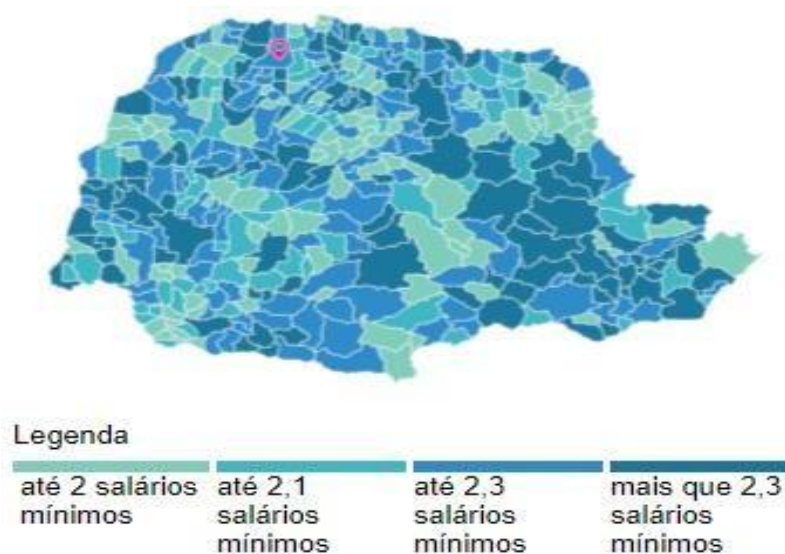 Legenda
até 2 salários mínimos
até 2,1 salários mínimos
até 2,3 salários mínimos
mais que 2,3 salários mínimos